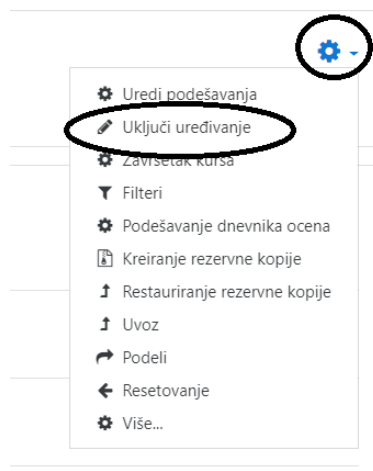 Uredi podešavanja
Uključi uređivanje
Završetak kursa
Filteri
Podešavanje dnevnika ocena
Kreiranje rezervne kopije
Restauriranje rezervne kopije
Uvoz
Podeli
Resetovanje
Više...